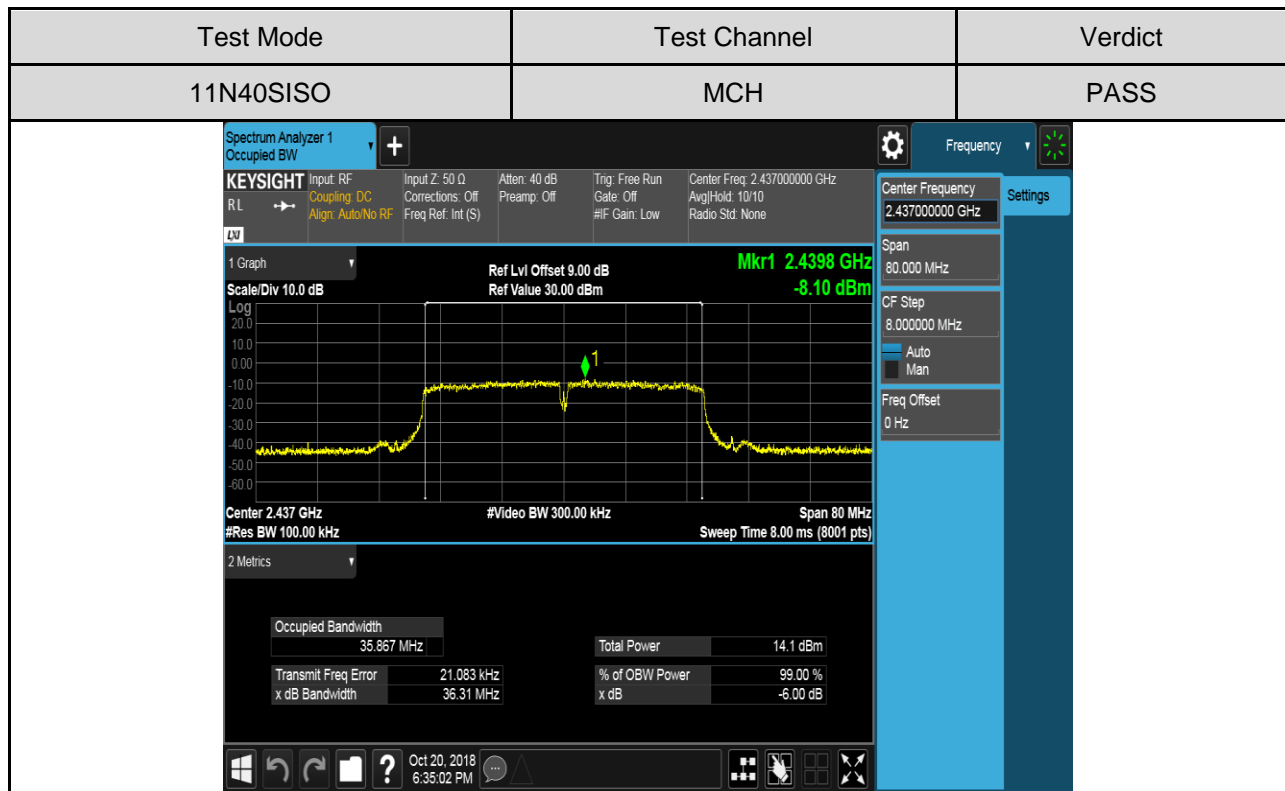 Test Mode Test Channel Verdict
11N40SISO MCH PASS
Spectrum Analyzer 1
Occupied BW
+
Frequency
KEYSIGHT Input: RF Input Z: 50 Ω Atten: 40 dB Trig: Free Run Center Freq: 2.437000000 GHz
RL Coupling: DC Corrections: Off Preamp: Off Gate: Off Avg|Hold: 10/10
Align: Auto/No RF Freq Ref: Int (S) #IF Gain: Low Radio Std: None
LXI
1 Graph
Ref Lvl Offset 9.00 dB
Mkr1 2.4398 GHz
Scale/Div 10.0 dB Ref Value 30.00 dBm -8.10 dBm
Log
20.0
10.0
0.00
-10.0
-20.0
-30.0
-40.0
-50.0
-60.0
1
Center 2.437 GHz #Video BW 300.00 kHz Span 80 MHz
#Res BW 100.00 kHz Sweep Time 8.00 ms (8001 pts)
2 Metrics
Occupied Bandwidth
35.867 MHz Total Power 14.1 dBm
Transmit Freq Error 21.083 kHz % of OBW Power 99.00 %
x dB Bandwidth 36.31 MHz x dB -6.00 dB
? Oct 20, 2018
6:35:02 PM
Center Frequency
2.437000000 GHz
Settings
Span
80.000 MHz
CF Step
8.000000 MHz
Auto
Man
Freq Offset
0 Hz